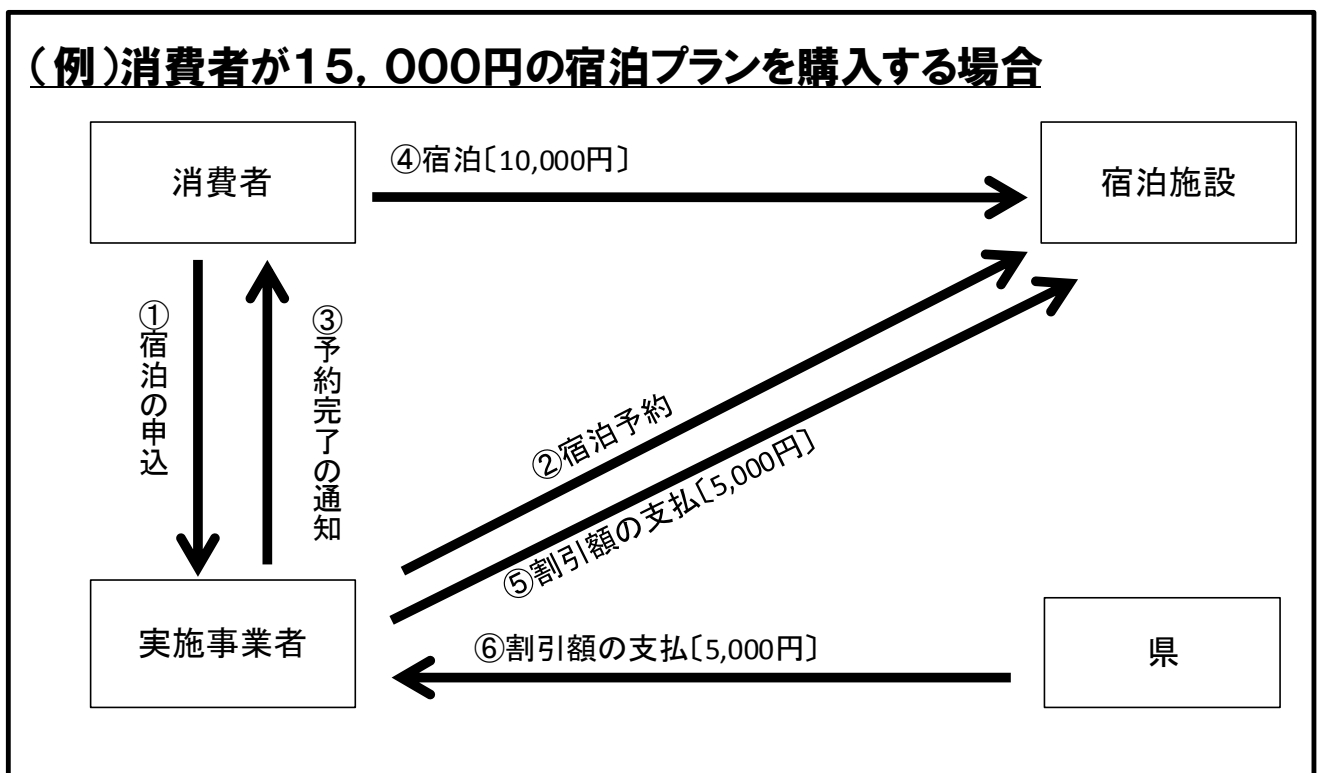 （例）消費者が１５，０００円の宿泊プランを購入する場合
消費者
④宿泊〔10,000円〕
宿泊施設
①宿泊の申込
③予約完了の通知
②宿泊予約
⑤割引額の支払〔5,000円〕
実施事業者
⑥割引額の支払〔5,000円〕
県